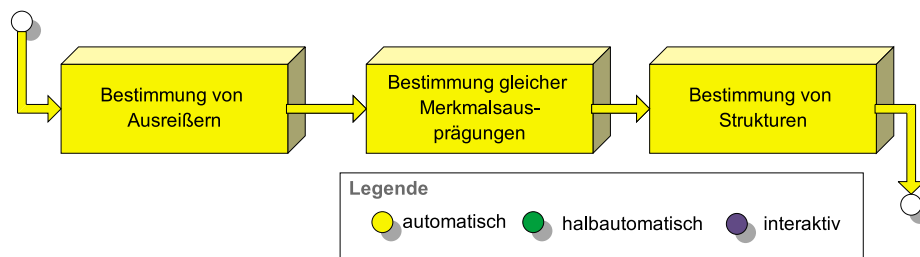 Bestimmung von
Ausreißern
Bestimmung gleicher
Merkmalsaus-
prägungen
Bestimmung von
Strukturen
Legende
automatisch halbautomatisch interaktiv